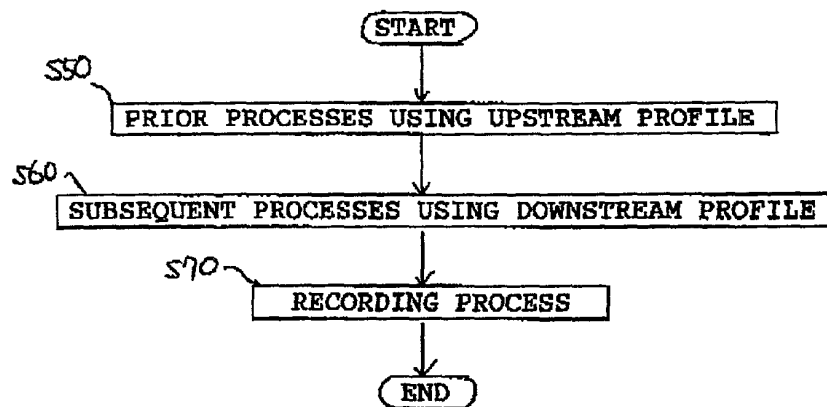 START
S50
PRIOR PROCESSES USING UPSTREAM PROFILE
S60
SUBSEQUENT PROCESSES USING DOWNSTREAM PROFILE
S70
RECORDING PROCESS
END